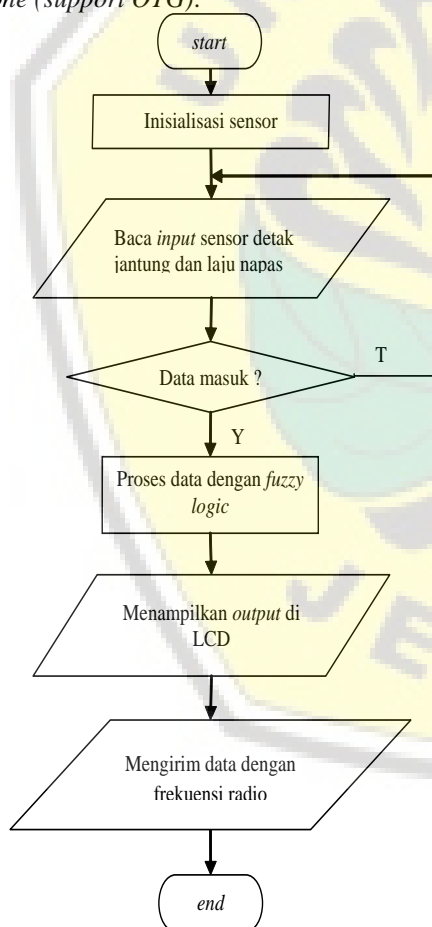 (support OTG).
start
Inisialisasi sensor
Baca input sensor detak
jantung dan laju napas
Data masuk ?
T
Y
Proses data dengan fuzzy
logic
Menampilkan output di
LCD
Mengirim data dengan
frekuensi radio
end
JE